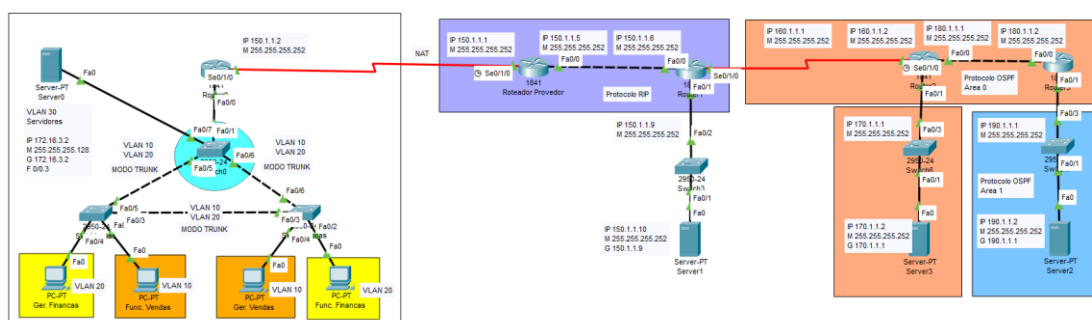 Server-PT
Server0
VLAN 30
Servidores
IP 172.16.3.2
M 255.255.255.128
G 172.16.3.2
F 0/0.3
Fa0
IP 150.1.1.2
M 255.255.255.252
Se0/1/0
Fa0/0
Fa0/1
Fa0/7
Fa0/6
Fa0/5
VLAN 10
VLAN 20
MODO TRUNK
VLAN 10
VLAN 20
MODO TRUNK
Fa0/5
Fa0/3
Fa0/4
VLAN 10
VLAN 20
MODO TRUNK
Fa0/6
Fa0/3
Fa0/2
Fa0/4
Fa0
VLAN 20
PC-PT
Ger. Financas
Fa0
VLAN 10
PC-PT
Func. Vendas
Fa0
VLAN 10
PC-PT
Ger. Vendas
Fa0
VLAN 20
PC-PT
Func. Financas
NAT
IP 150.1.1.1
M 255.255.255.252
IP 150.1.1.5
M 255.255.255.252
IP 150.1.1.6
M 255.255.255.252
Se0/1/0
Fa0/0
1841
Roteador Provedor
Fa0/0
Se0/1/0
Fa0/1
Protocolo RIP
IP 150.1.1.9
M 255.255.255.252
Fa0/2
2950-24
Switch3
Fa0/1
Fa0
IP 150.1.1.10
M 255.255.255.252
G 150.1.1.9
Server-PT
Server1
IP 160.1.1.1
M 255.255.255.252
IP 160.1.1.2
M 255.255.255.252
IP 180.1.1.1
M 255.255.255.252
IP 180.1.1.2
M 255.255.255.252
Se0/1/0
Fa0/0
Fa0/0
Protocolo OSPF
Area 0
Fa0/1
IP 170.1.1.1
M 255.255.255.252
Fa0/3
2950-24
Fa0/1
Fa0
IP 170.1.1.2
M 255.255.255.252
G 170.1.1.1
Server-PT
Server3
IP 190.1.1.1
M 255.255.255.252
Fa0/3
Fa0/1
Protocolo OSPF
Area 1
Fa0
IP 190.1.1.2
M 255.255.255.252
G 190.1.1.1
Server-PT
Server2